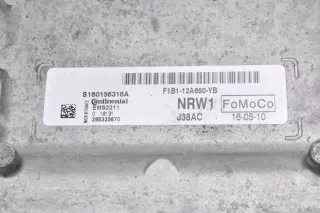 S180156316A
Continental
EMS2211
F1B1-12A650-YB
NRW1
FoMoCo
J38AC
16-05-10